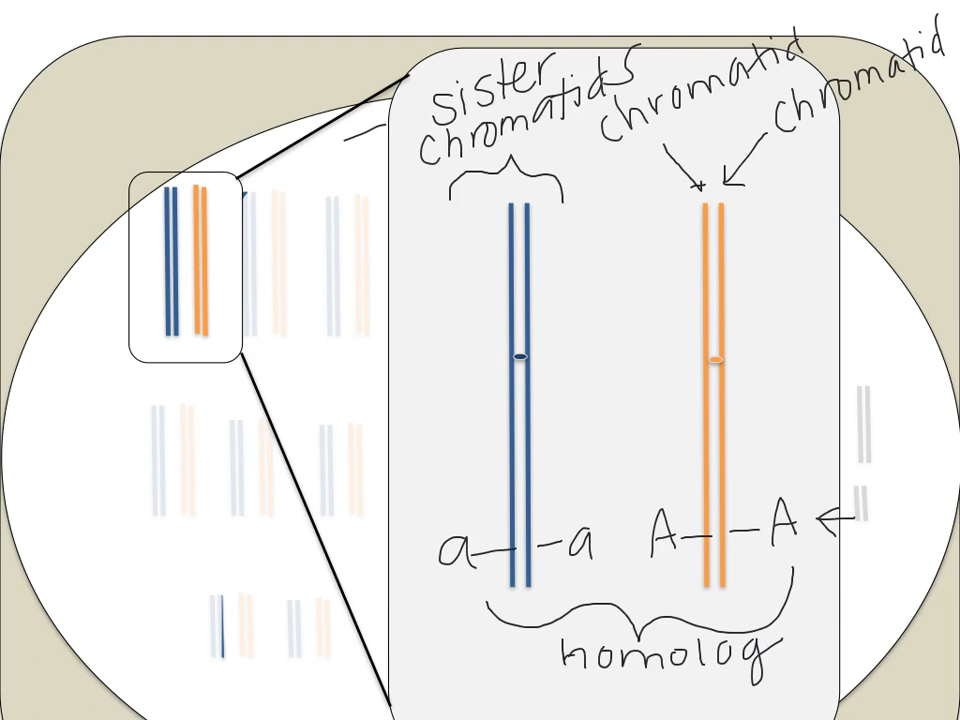 sister
chromatids
chromatid
chromatid
a a A A
homolog